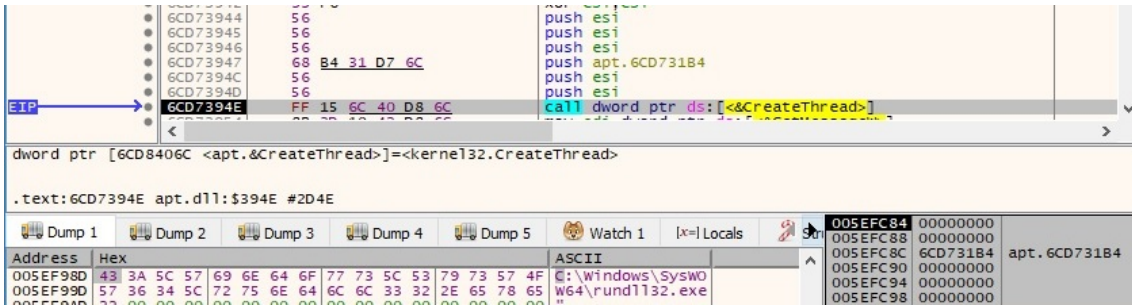 6CD73944 56 push esi
6CD73945 56 push esi
6CD73946 56 push esi
6CD73947 68 B4 31 D7 6C push apt.6CD731B4
6CD7394C 56 push esi
6CD7394D 56 push esi
EIP 6CD7394E FF 15 6C 40 D8 6C call dword ptr ds:[<&CreateThread>]
dword ptr [6CD8406C <apt.&CreateThread>]=<kernel32.CreateThread>
.text:6CD7394E apt.dll:$394E #2D4E
Dump 1 Dump 2 Dump 3 Dump 4 Dump 5 Watch 1 [x=] Locals
Address Hex ASCII
005EF98D 43 3A 5C 57 69 6E 64 6F 77 73 5C 53 79 73 57 4F C:\Windows\SysWO
005EF99D 57 36 34 5C 72 75 6E 64 6C 6C 33 32 2E 65 78 65 W64\rundll32.exe
005EFC84 00000000
005EFC88 00000000
005EFC8C 6CD731B4 apt.6CD731B4
005EFC90 00000000
005EFC94 00000000
005EFC98 00000000